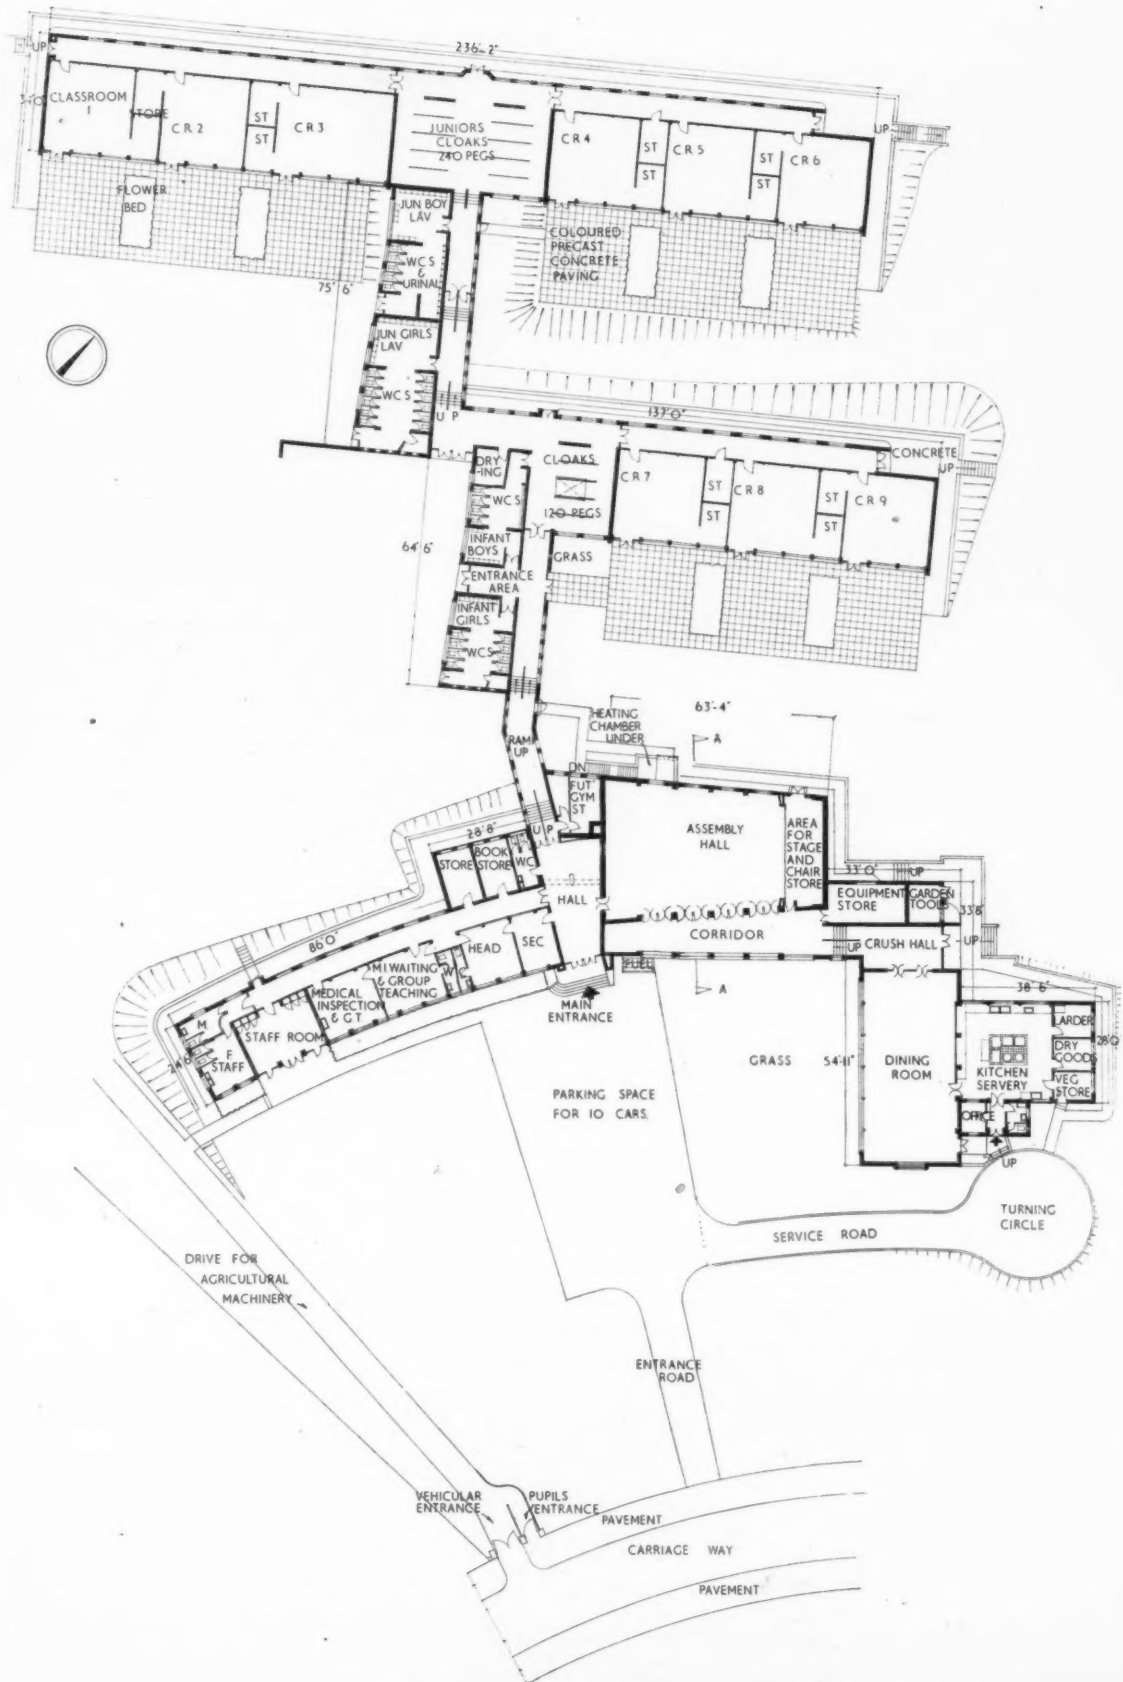 236'-2"
UP
CLASSROOM
1
STORE
CR 2
ST
ST
CR 3
JUNIORS
CLOAKS
240 PEGS
CR 4
ST
ST
CR 5
ST
ST
CR 6
UP
FLOWER
BED
JUN BOY
LAV
WCS
&
URINAL
COLOURED
PRECAST
CONCRETE
PAVING
75'-6"
JUN GIRLS
LAV
WCS
UP
137'-0"
DRY
-ING
CLOAKS
120 PEGS
CR 7
ST
ST
CR 8
ST
ST
CR 9
CONCRETE
UP
WCS
INFANT
BOYS
64'-6"
GRASS
ENTRANCE
AREA
INFANT
GIRLS
WCS
63'-4"
HEATING
CHAMBER
UNDER
A
RAMP
UP
DN
FUT'
GYM
ST
ASSEMBLY
HALL
AREA
FOR
STAGE
AND
CHAIR
STORE
28'8"
UP
STORE
BOOK
STORE
WC
33'0"
UP
EQUIPMENT
STORE
GARDEN
TOOLS
33'8"
HALL
CORRIDOR
UP
CRUSH HALL
UP
86'0"
HEAD
SEC
FUEL
M I WAITING
& GROUP
TEACHING
W
C
MEDICAL
INSPECTION
& G T
STAFF ROOM
M
F
STAFF
MAIN
ENTRANCE
A
38'-6"
LARDER
DRY
GOODS
VEG
STORE
28'0"
KITCHEN
SERVERY
GRASS
54'-11"
DINING
ROOM
OFFICE
UP
PARKING SPACE
FOR 10 CARS.
TURNING
CIRCLE
SERVICE ROAD
DRIVE FOR
AGRICULTURAL
MACHINERY
ENTRANCE
ROAD
VEHICULAR
ENTRANCE
PUPILS
ENTRANCE
PAVEMENT
CARRIAGE WAY
PAVEMENT